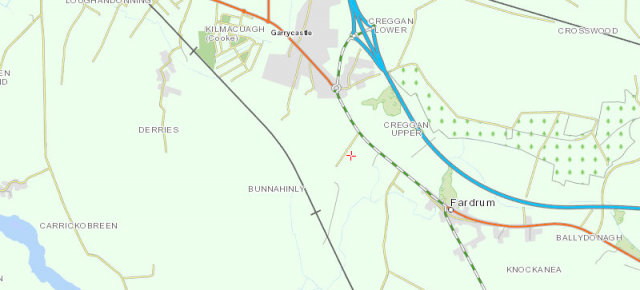 LOUGHANDONNING
CREGGAN
LOWER
KILMACUAGH
(Cooke)
Garrycastle
CROSSWOOD
CREGGAN
UPPER
DERRIES
BUNNAHINLY
Fardrum
CARRICKOBREEN
BALLYDONAGH
KNOCKANEA